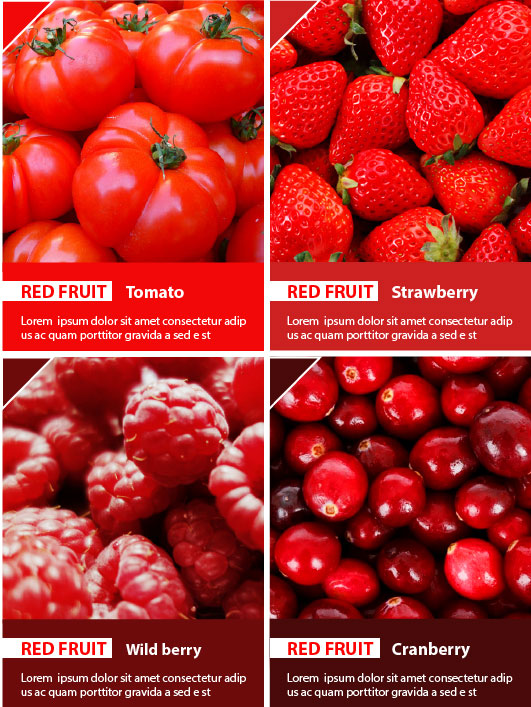 RED FRUIT Tomato
Lorem ipsum dolor sit amet consectetur adip
us ac quam porttitor gravida a sed e st
RED FRUIT Strawberry
Lorem ipsum dolor sit amet consectetur adip
us ac quam porttitor gravida a sed e st
RED FRUIT Wild berry
Lorem ipsum dolor sit amet consectetur adip
us ac quam porttitor gravida a sed e st
RED FRUIT Cranberry
Lorem ipsum dolor sit amet consectetur adip
us ac quam porttitor gravida a sed e st